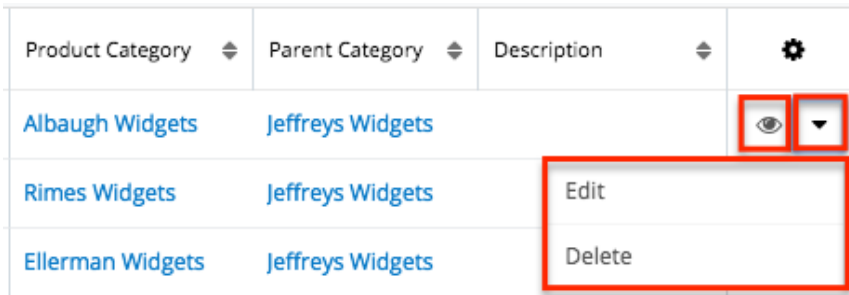 Product Category Parent Category Description
Albaugh Widgets Jeffreys Widgets
Rimes Widgets Jeffreys Widgets Edit
Ellerman Widgets Jeffreys Widgets Delete